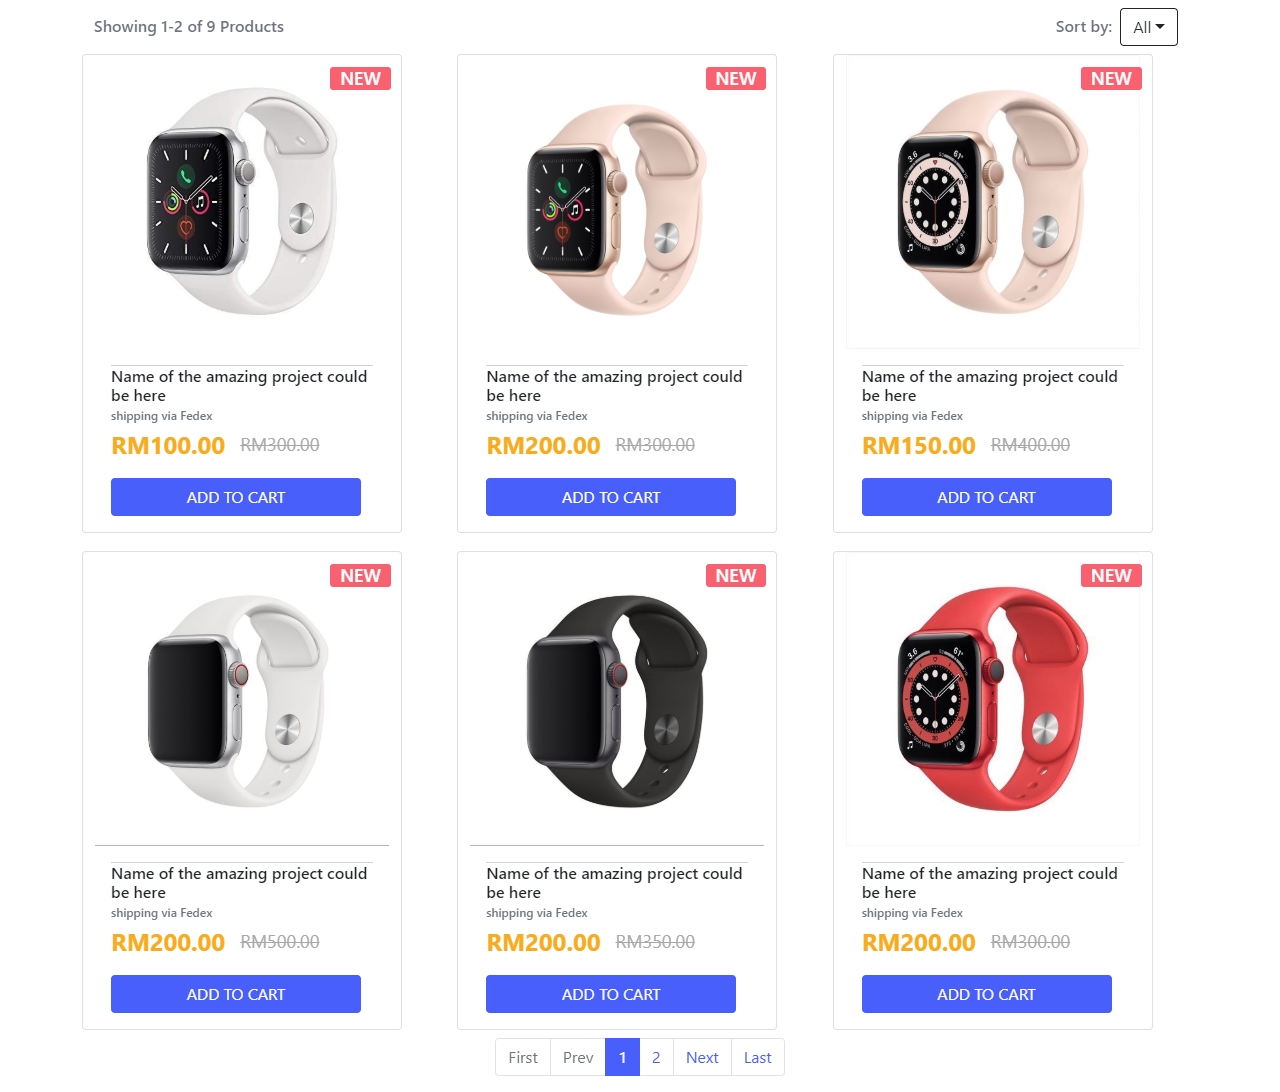 Showing 1-2 of 9 Products
Sort by: All
NEW
NEW
NEW
Name of the amazing project could
be here
shipping via Fedex
RM100.00 RM300.00
ADD TO CART
Name of the amazing project could
be here
shipping via Fedex
RM200.00 RM300.00
ADD TO CART
Name of the amazing project could
be here
shipping via Fedex
RM150.00 RM400.00
ADD TO CART
NEW
NEW
NEW
Name of the amazing project could
be here
shipping via Fedex
RM200.00 RM500.00
ADD TO CART
Name of the amazing project could
be here
shipping via Fedex
RM200.00 RM350.00
ADD TO CART
Name of the amazing project could
be here
shipping via Fedex
RM200.00 RM300.00
ADD TO CART
First Prev 1 2 Next Last